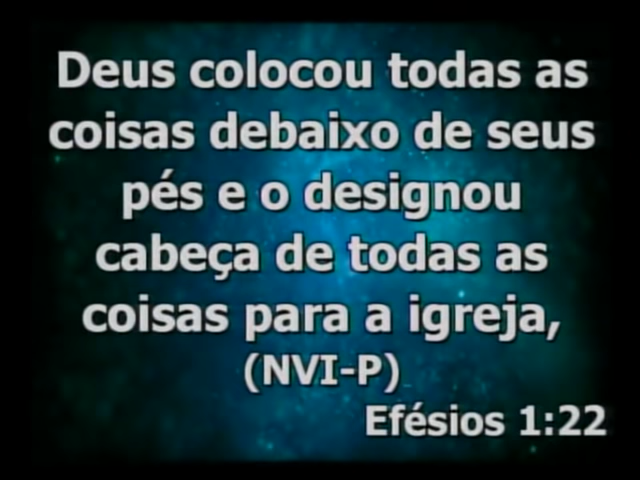 Deus colocou todas as
coisas debaixo de seus
pés e o designou
cabeça de todas as
coisas para a igreja,
(NVI-P)
Efésios 1:22